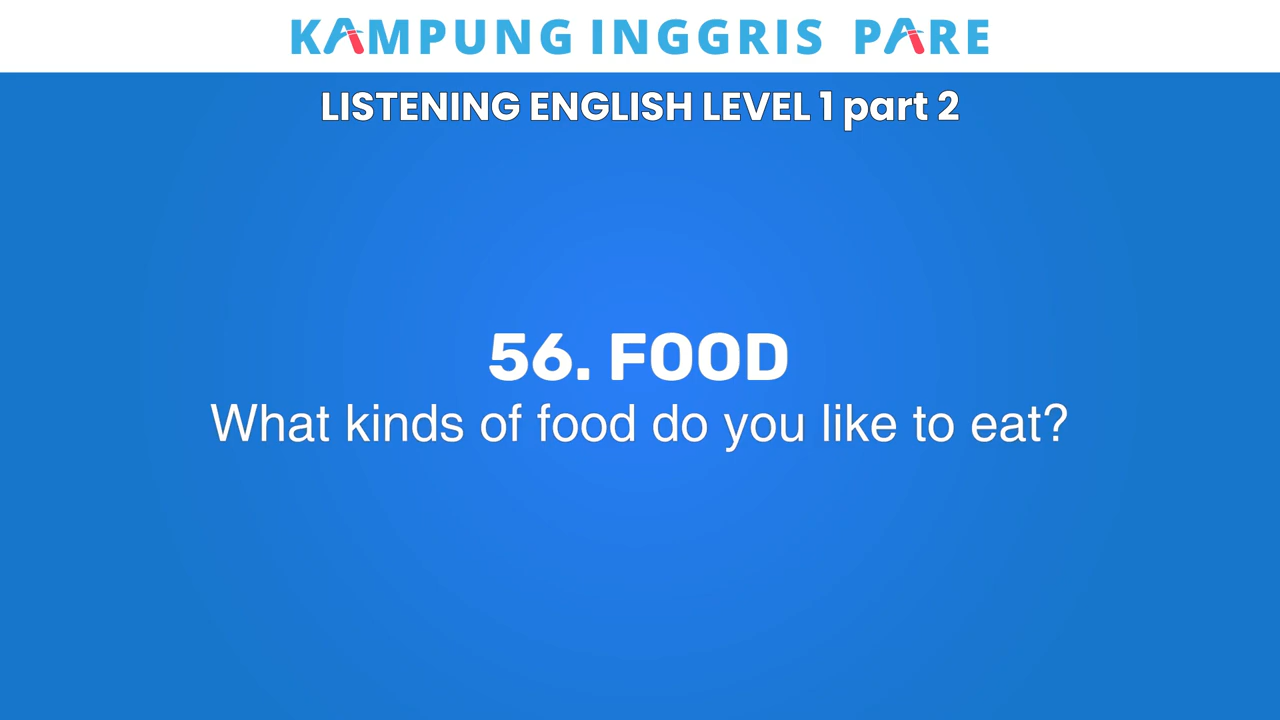 KAMPUNG INGGRIS PARE
LISTENING ENGLISH LEVEL 1 part 2
56. FOOD
What kinds of food do you like to eat?